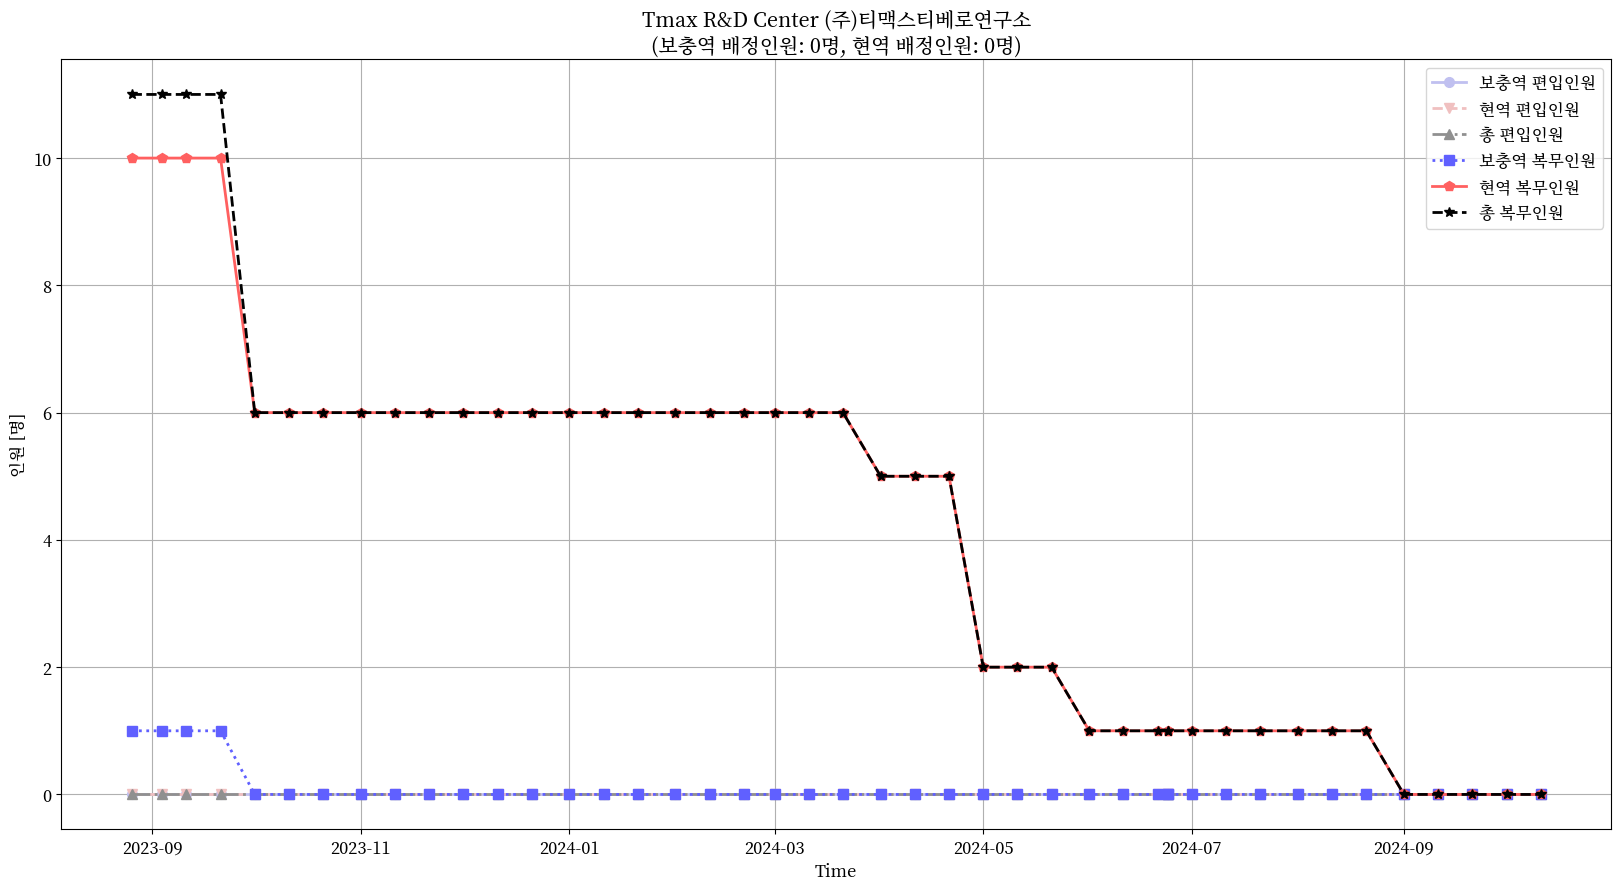 Tmax R&D Center (주)티맥스티베로연구소
(보충역 배정인원: 0명, 현역 배정인원: 0명)
보충역 편입인원
현역 편입인원
총 편입인원
보충역 복무인원
현역 복무인원
총 복무인원
인원 [명]
10
8
6
4
2
0
2023-09
2023-11
2024-01
2024-03
2024-05
2024-07
2024-09
Time